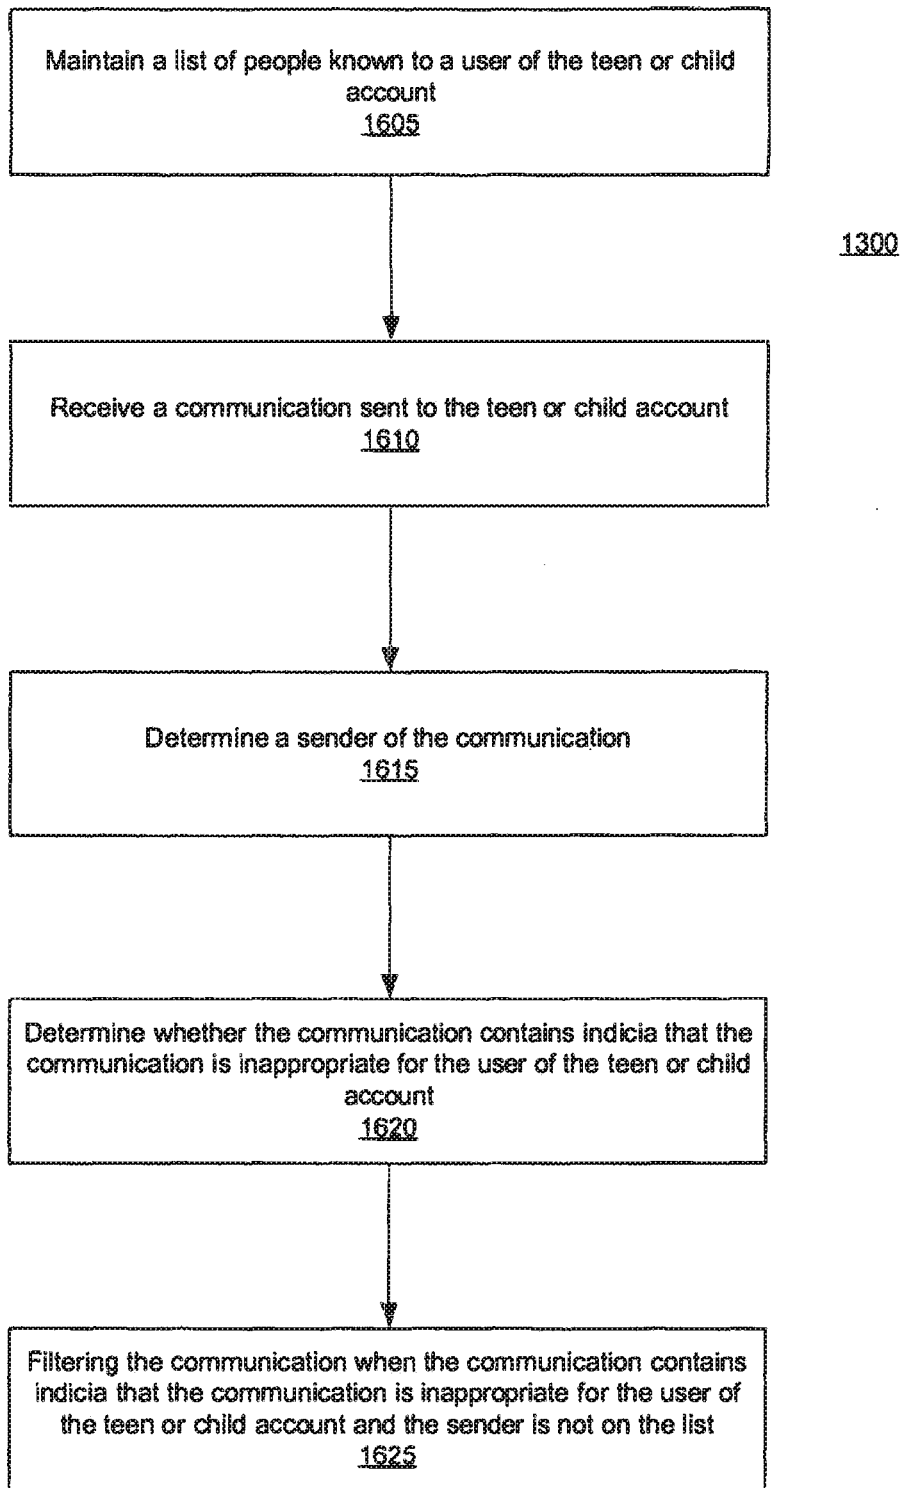 Maintain a list of people known to a user of the teen or child
account
1605
1300
Receive a communication sent to the teen or child account
1610
Determine a sender of the communication
1615
Determine whether the communication contains indicia that the
communication is inappropriate for the user of the teen or child
account
1620
Filtering the communication when the communication contains
indicia that the communication is inappropriate for the user of
the teen or child account and the sender is not on the list
1625